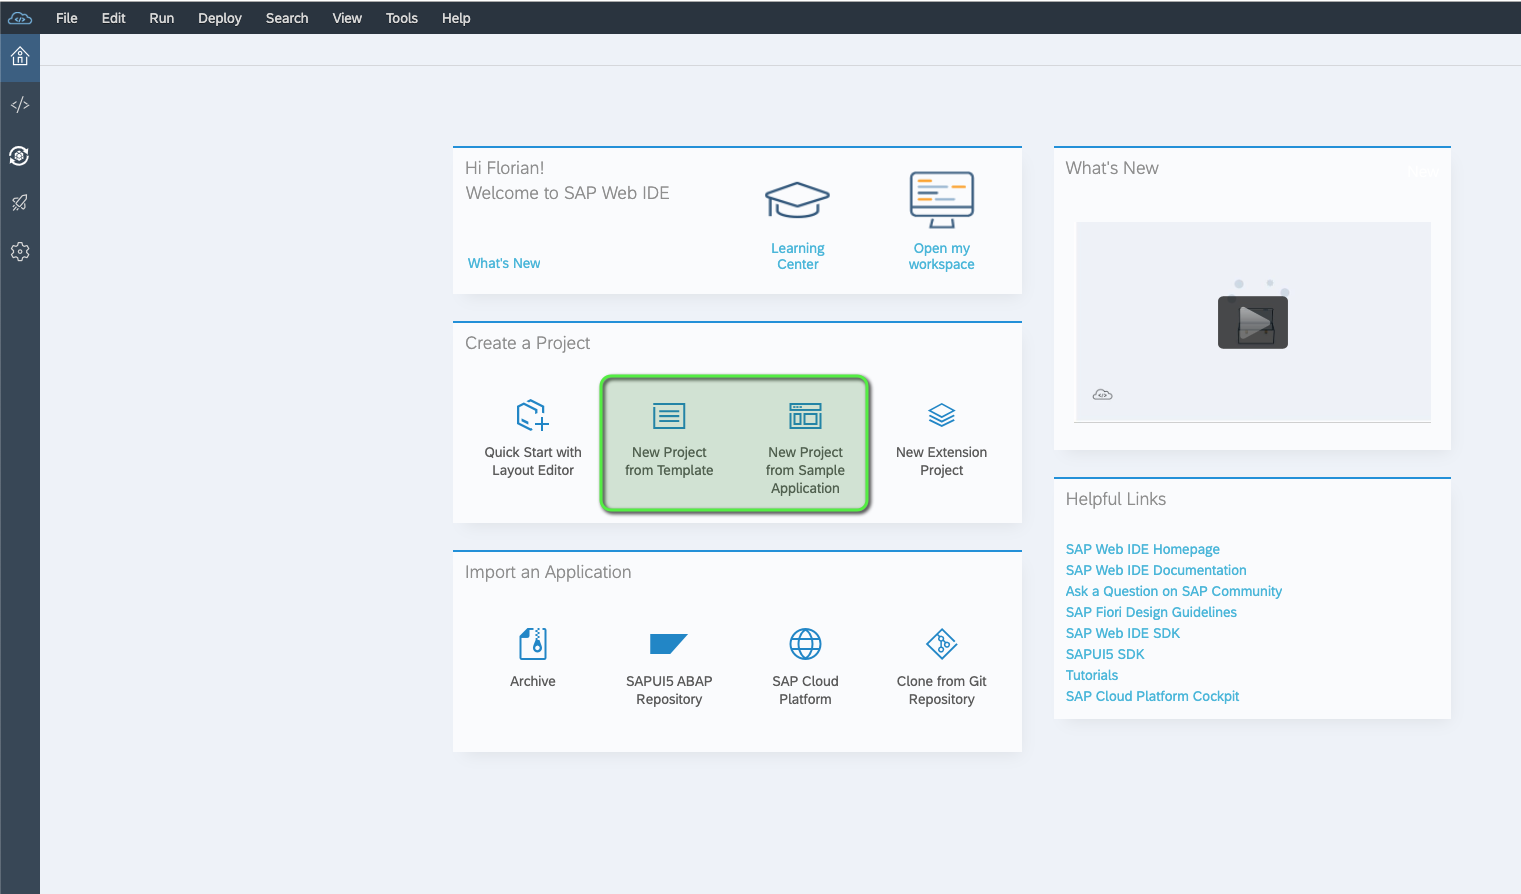 File Edit Run Deploy Search View Tools Help
Hi Florian!
Welcome to SAP Web IDE
What's New
Learning
Center
Open my
workspace
What's New
Create a Project
Quick Start with
Layout Editor
New Project
from Template
New Project
from Sample
Application
New Extension
Project
Import an Application
Archive
SAPUI5 ABAP
Repository
SAP Cloud
Platform
Clone from Git
Repository
Helpful Links
SAP Web IDE Homepage
SAP Web IDE Documentation
Ask a Question on SAP Community
SAP Fiori Design Guidelines
SAP Web IDE SDK
SAPUI5 SDK
Tutorials
SAP Cloud Platform Cockpit